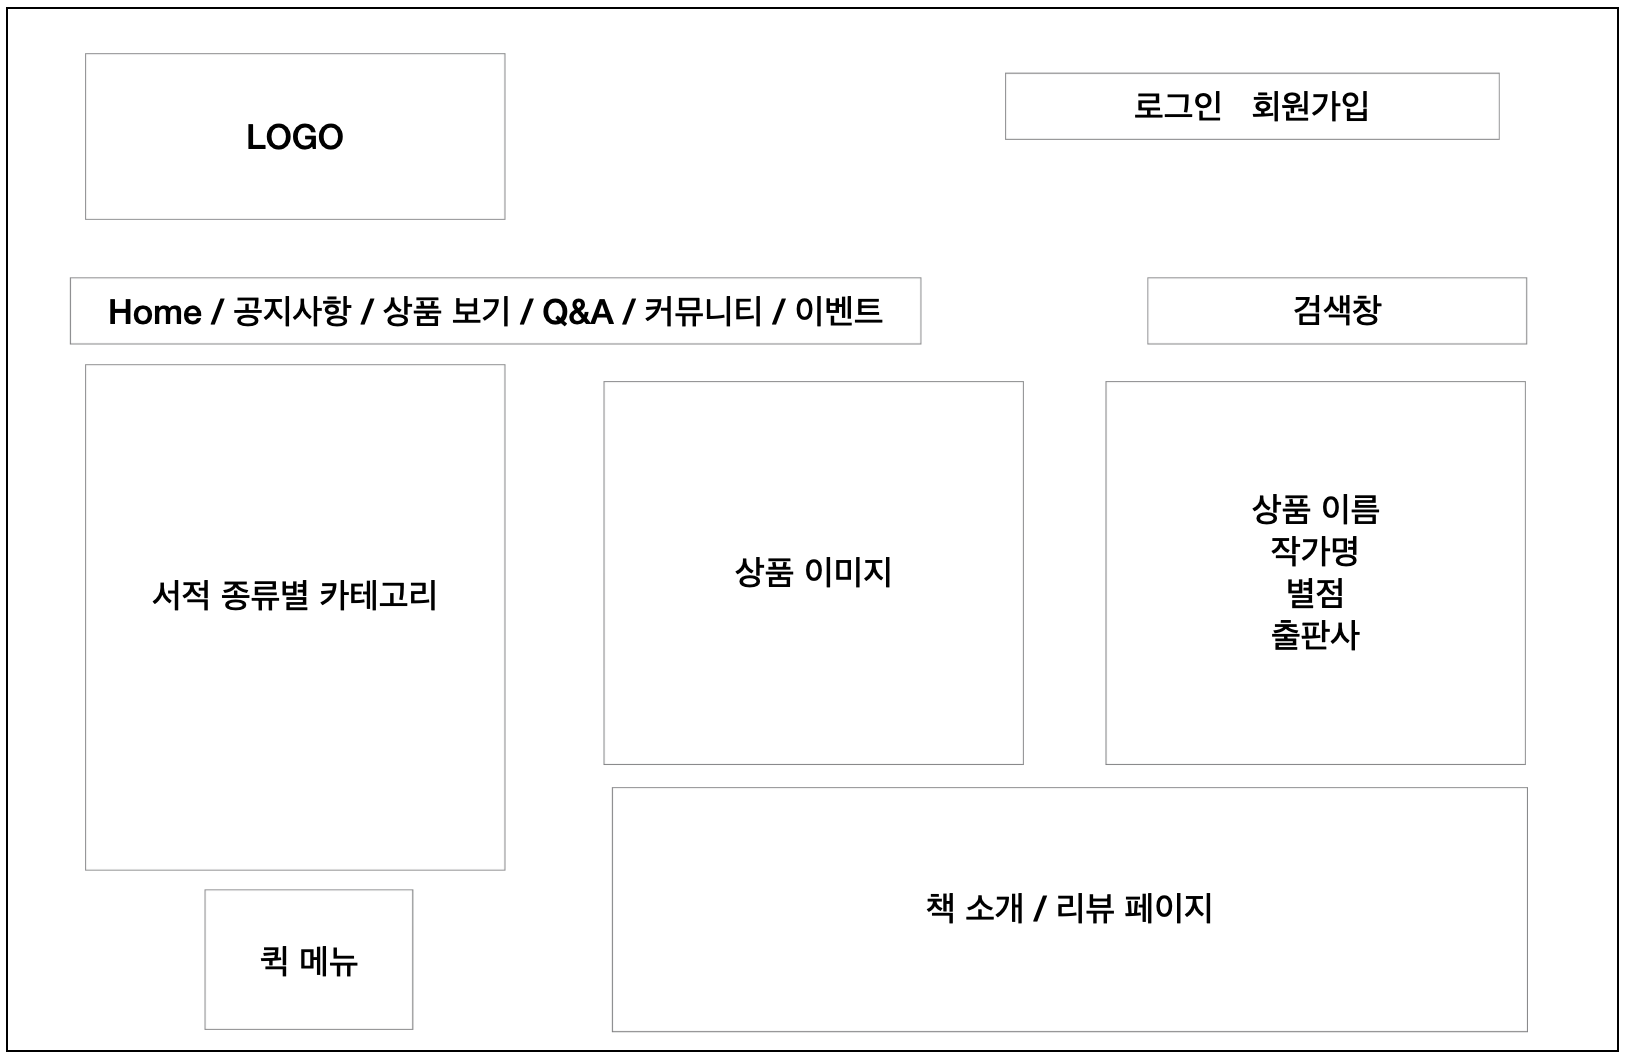 LOGO
로그인 회원가입
Home / 공지사항 / 상품 보기 / Q&A / 커뮤니티 / 이벤트
검색창
서적 종류별 카테고리
상품 이미지
상품 이름
작가명
별점
출판사
책 소개 / 리뷰 페이지
퀵 메뉴